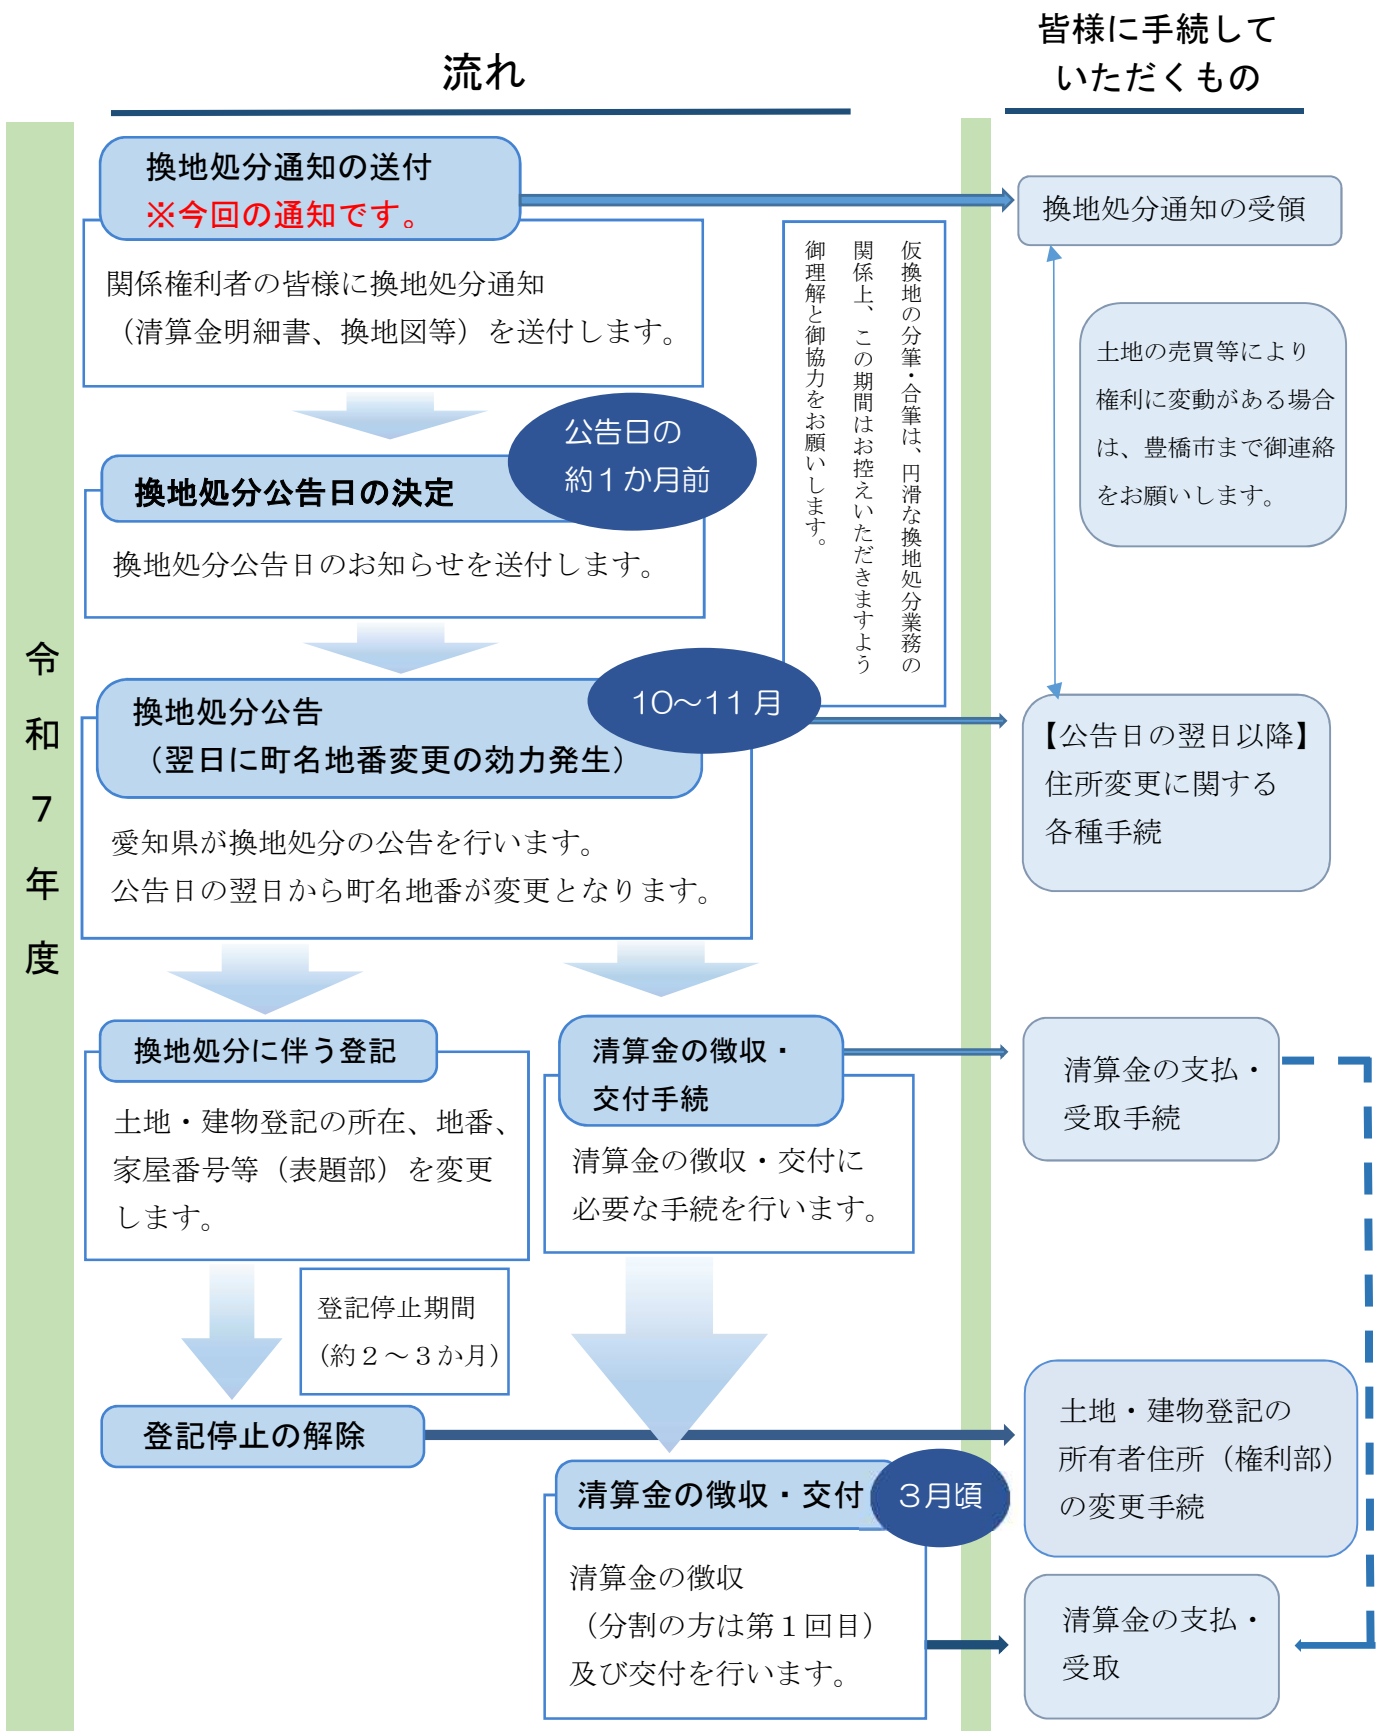 流れ
皆様に手続して
いただくもの
令和7年度
換地処分通知の送付
※今回の通知です。
関係権利者の皆様に換地処分通知
（清算金明細書、換地図等）を送付します。
換地処分通知の受領
仮換地の分筆・合筆は、円滑な換地処分業務の
関係上、この期間はお控えいただきますよう
御理解と御協力をお願いします。
土地の売買等により
権利に変動がある場合
は、豊橋市まで御連絡
をお願いします。
公告日の
約１か月前
換地処分公告日の決定
換地処分公告日のお知らせを送付します。
10～11月
換地処分公告
（翌日に町名地番変更の効力発生）
愛知県が換地処分の公告を行います。
公告日の翌日から町名地番が変更となります。
【公告日の翌日以降】
住所変更に関する
各種手続
換地処分に伴う登記
土地・建物登記の所在、地番、
家屋番号等（表題部）を変更
します。
清算金の徴収・
交付手続
清算金の徴収・交付に
必要な手続を行います。
清算金の支払・
受取手続
登記停止期間
（約２～３か月）
登記停止の解除
土地・建物登記の
所有者住所（権利部）
の変更手続
清算金の徴収・交付
３月頃
清算金の徴収
（分割の方は第１回目）
及び交付を行います。
清算金の支払・
受取